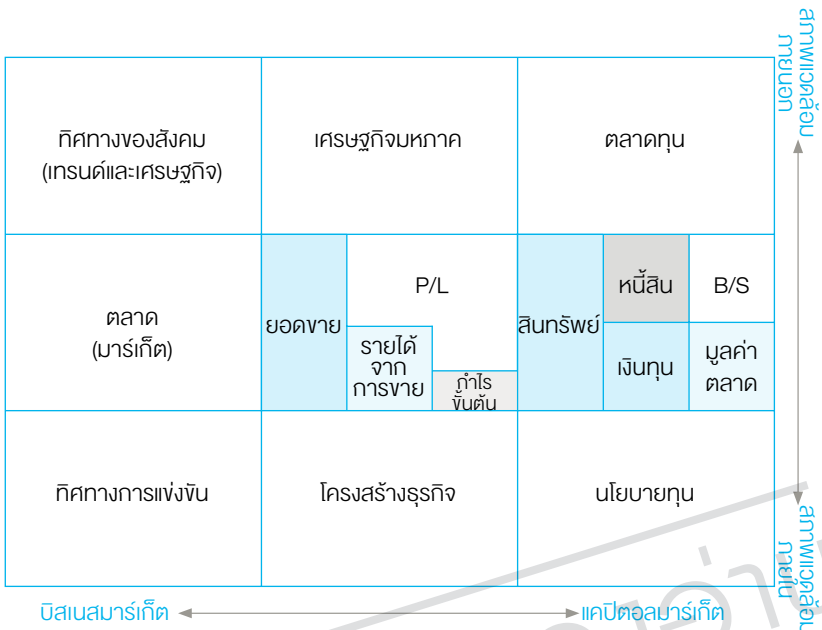 สภาพแวดล้อม
ภายนอก
ทิศทางของสังคม
(เทรนด์และเศรษฐกิจ)
เศรษฐกิจมหภาค
ตลาดทุน
ตลาด
(มาร์เก็ต)
ยอดขาย
P/L
รายได้
จาก
การขาย
กำไร
ขั้นต้น
สินทรัพย์
หนี้สิน
B/S
เงินทุน
มูลค่า
ตลาด
ทิศทางการแข่งขัน
โครงสร้างธุรกิจ
นโยบายทุน
สภาพแวดล้อม
ภายใน
บิสเนสมาร์เก็ต
แคปิตอลมาร์เก็ต